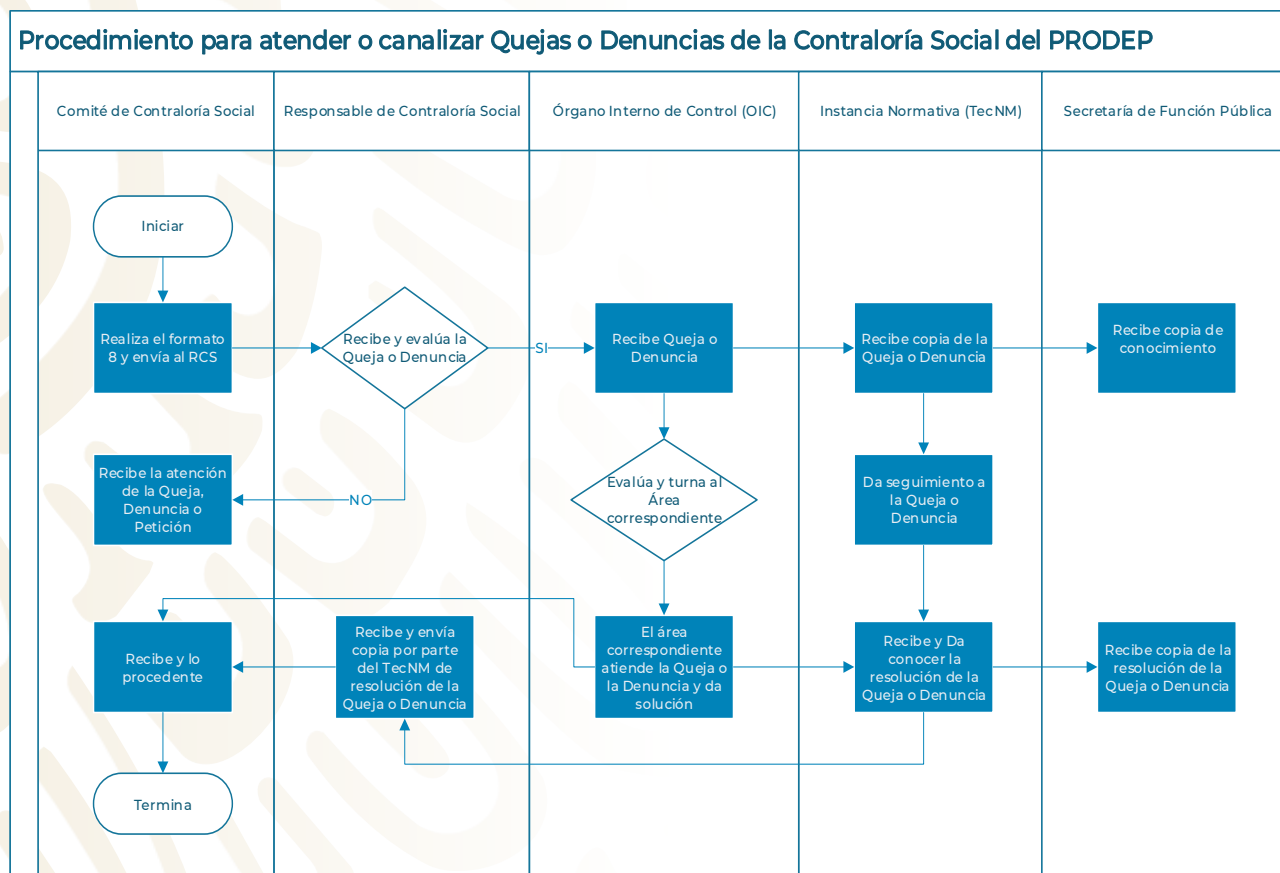 Procedimiento para atender o canalizar Quejas o Denuncias de la Contraloría Social del PRODEP
Comité de Contraloría Social
Responsable de Contraloría Social
Órgano Interno de Control (OIC)
Instancia Normativa (TecNM)
Secretaría de Función Pública
Iniciar
Realiza el formato
8 y envía al RCS
Recibe y evalúa la
Queja o Denuncia
SI
Recibe Queja o
Denuncia
Recibe copia de la
Queja o Denuncia
Recibe copia de
conocimiento
Recibe la atención
de la Queja,
Denuncia o
Petición
NO
Evalúa y turna al
Área
correspondiente
Da seguimiento a
la Queja o
Denuncia
Recibe y lo
procedente
Recibe y envía
copia por parte
del TecNM de
resolución de la
Queja o Denuncia
El área
correspondiente
atiende la Queja o
la Denuncia y da
solución
Recibe y Da
conocer la
resolución de la
Queja o Denuncia
Recibe copia de la
resolución de la
Queja o Denuncia
Termina